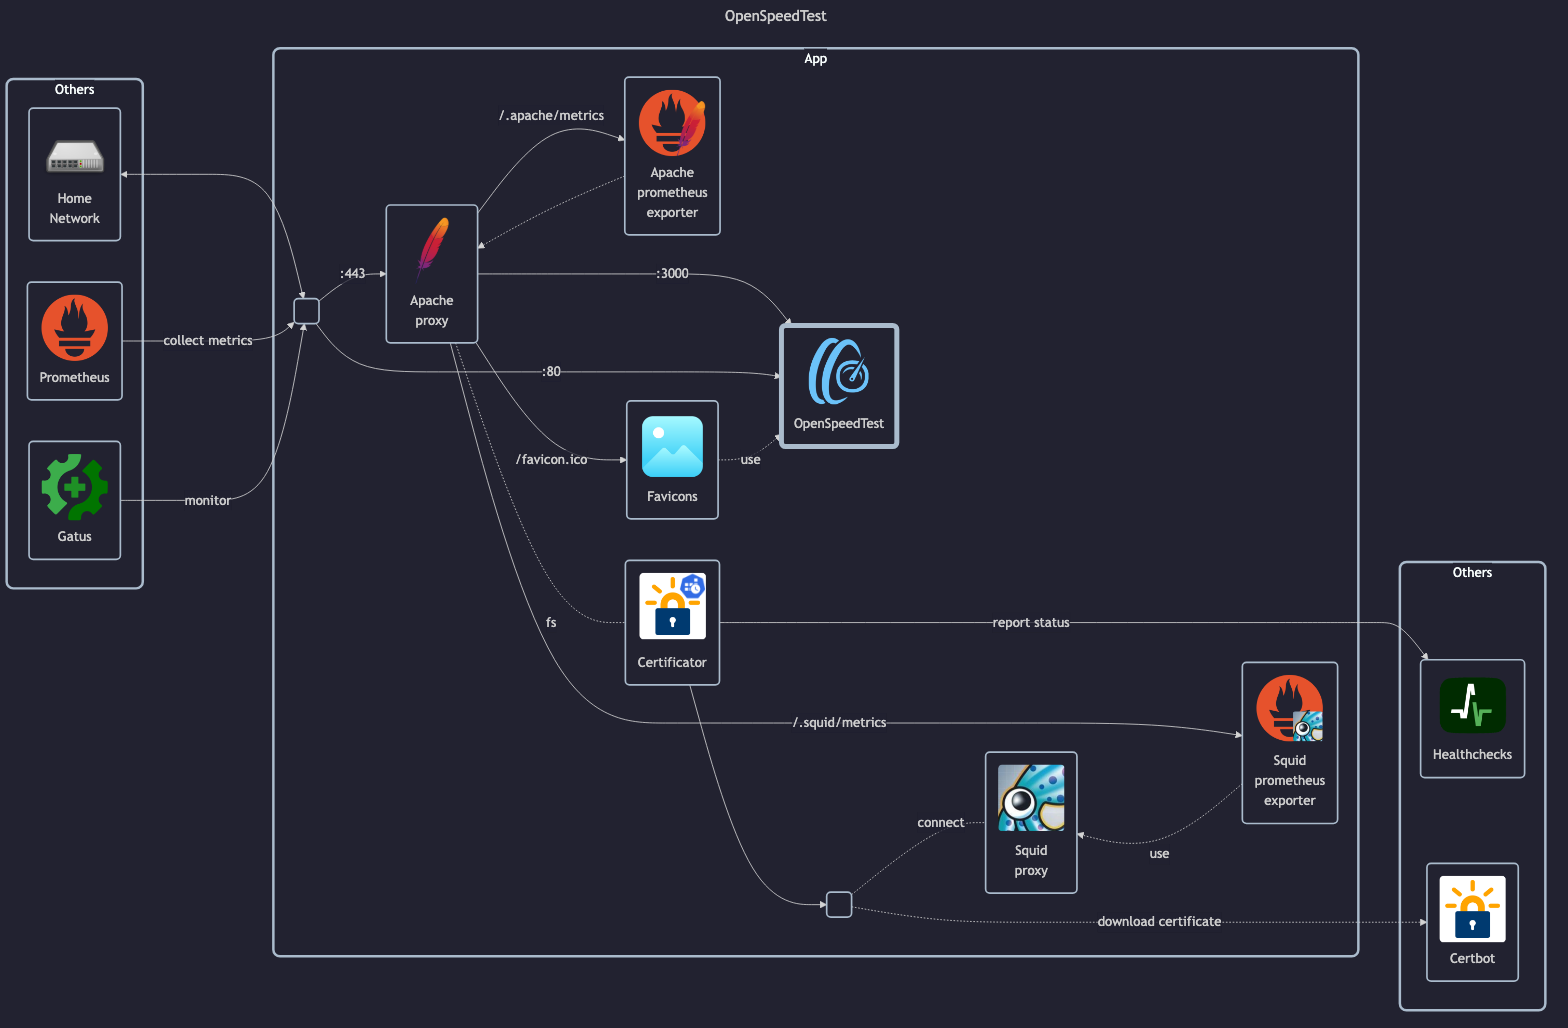 OpenSpeedTest
App
Others
Home
Network
Prometheus
Gatus
collect metrics
monitor
:443
Apache
proxy
/.apache/metrics
Apache
prometheus
exporter
:3000
:80
OpenSpeedTest
/favicon.ico
Favicons
use
Certificator
fs
report status
/.squid/metrics
Squid
prometheus
exporter
connect
Squid
proxy
use
download certificate
Others
Healthchecks
Certbot